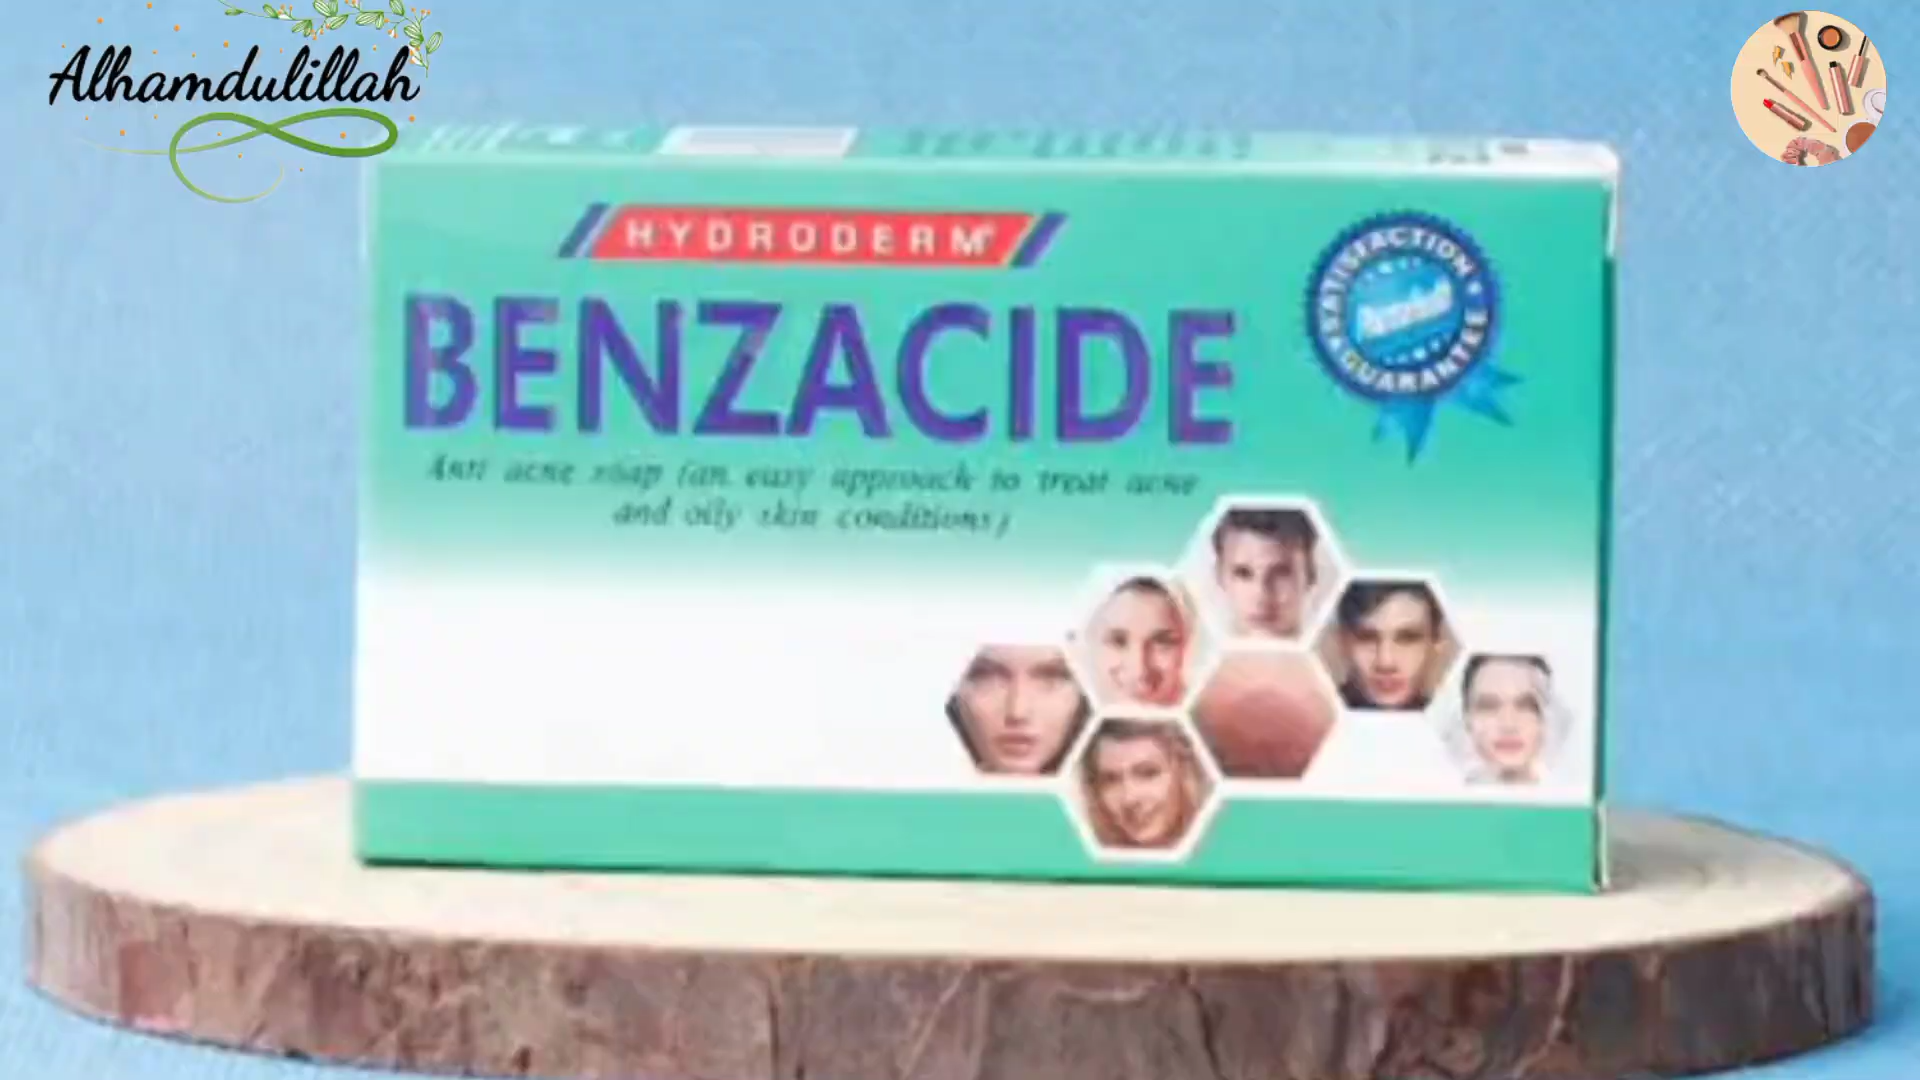 Alhamdulillah
HYDRODERM
BENZACIDE
Anti acne soap (an easy approach to treat acne
and oily skin conditions)
SATISFACTION
GUARANTEE